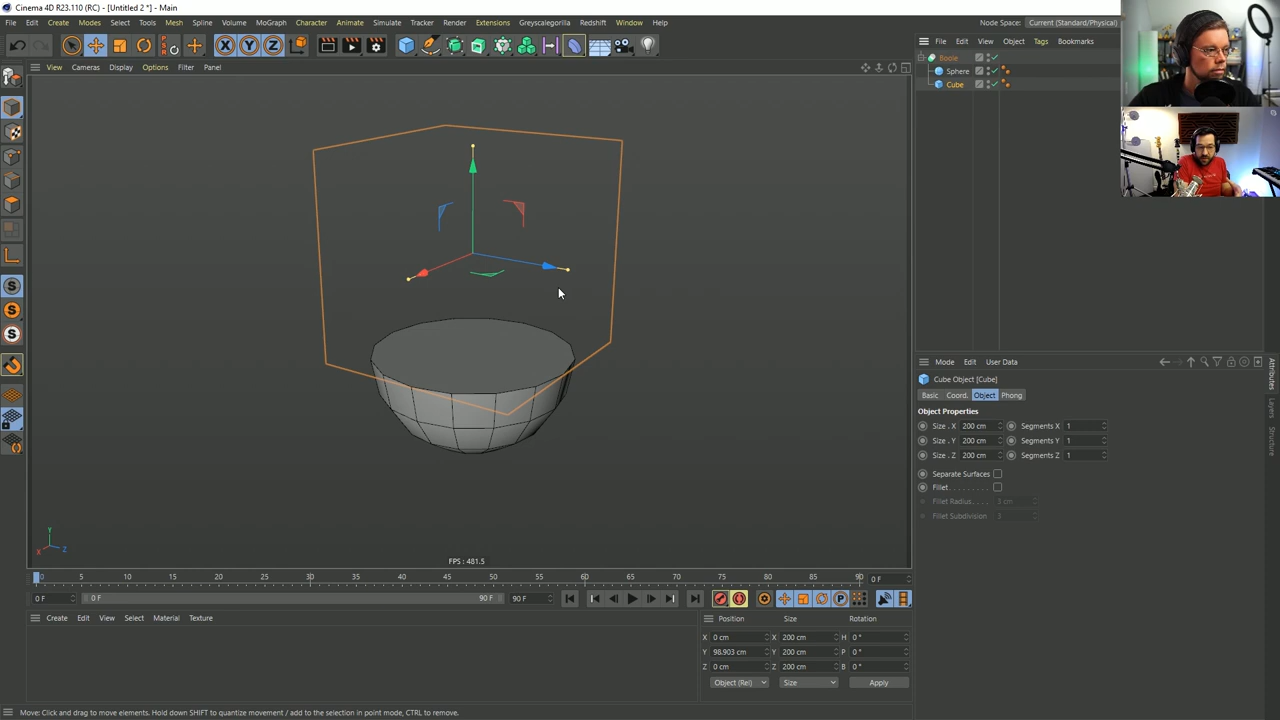 Cinema 4D R23.110 (RC) - [Untitled 2 *] - Main
File Edit Create Modes Select Tools Mesh Spline Volume MoGraph Character Animate Simulate Tracker Render Extensions Greyscalegorilla Redshift Window Help
Node Space: Current (Standard/Physical)
View Cameras Display Options Filter Panel
File Edit View Object Tags Bookmarks
Boole
Sphere
Cube
Mode Edit User Data
Cube Object [Cube]
Basic Coord. Object Phong
Object Properties
Size . X 200 cm Segments X 1
Size . Y 200 cm Segments Y 1
Size . Z 200 cm Segments Z 1
Separate Surfaces
Fillet
Fillet Radius 3 cm
Fillet Subdivision 3
Attributes
Layers
Structure
Y
X Z
FPS : 481.5
0 5 10 15 20 25 30 35 40 45 50 55 60 65 70 75 80 85 90 0 F
0 F 0 F 90 F 90 F
Create Edit View Select Material Texture
Position Size Rotation
X 0 cm X 200 cm H 0 °
Y 98.903 cm Y 200 cm P 0 °
Z 0 cm Z 200 cm B 0 °
Object (Rel) Size Apply
Move: Click and drag to move elements. Hold down SHIFT to quantize movement / add to the selection in point mode, CTRL to remove.